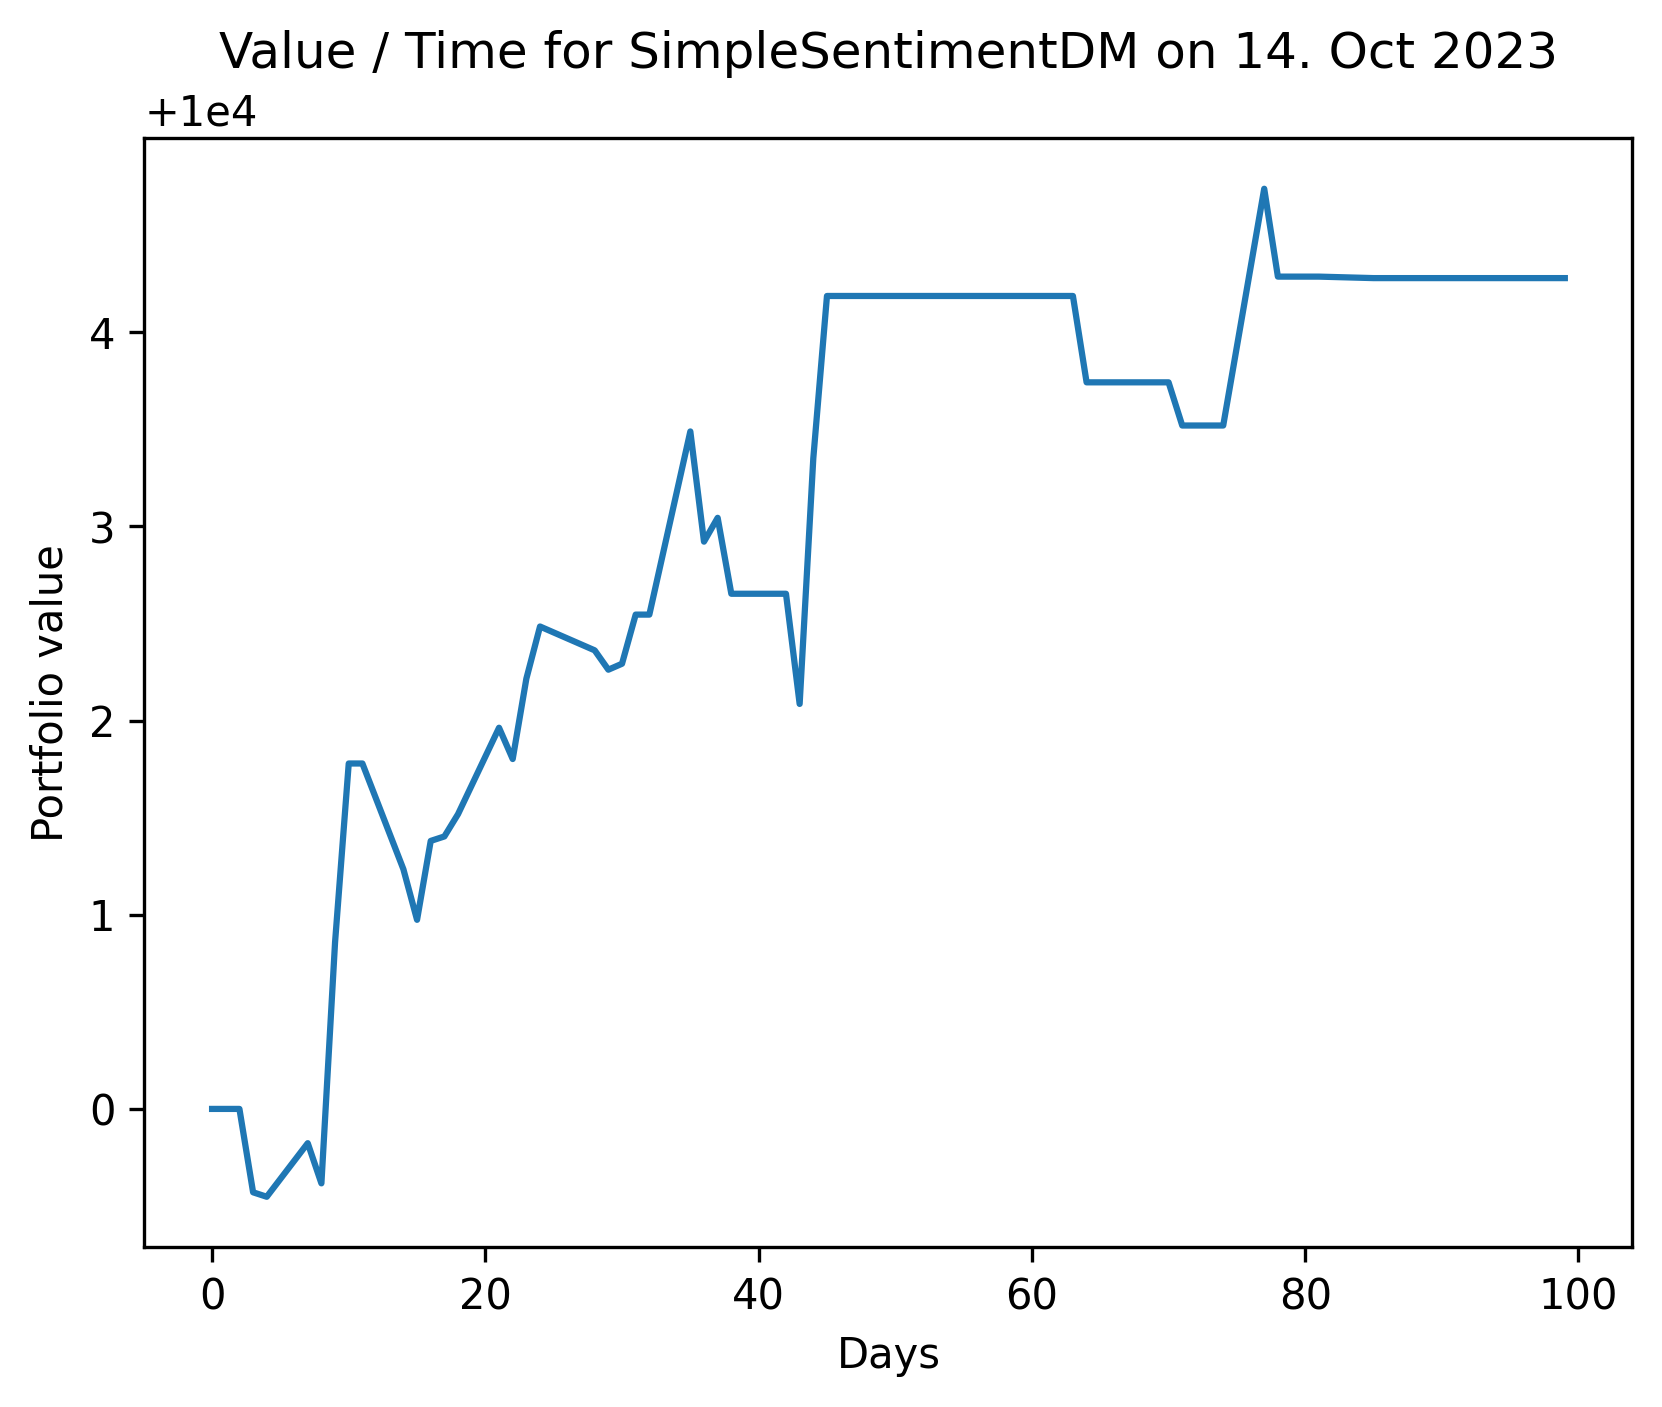 Value / Time for SimpleSentimentDM on 14. Oct 2023
+1e4
4
3
2
1
0
Portfolio value
0 20 40 60 80 100
Days